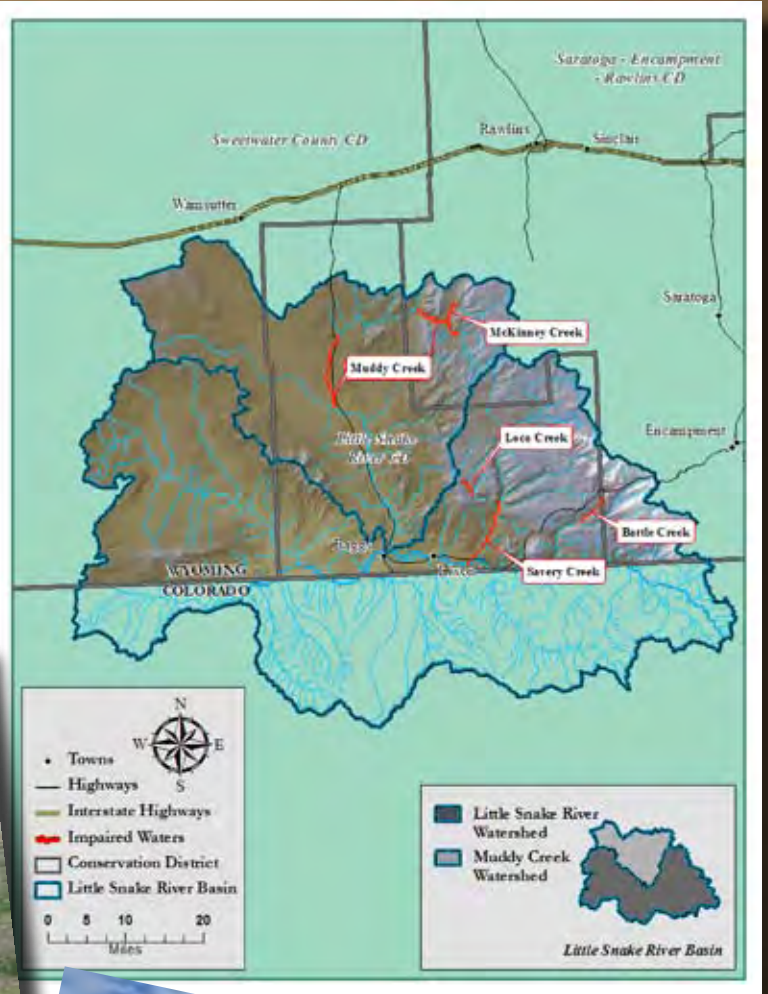 Saratoga - Encampment
- Rawlins CD
Sweetwater County CD
Rawlins
Sinclair
Wamsutter
Saratoga
McKinney Creek
Muddy Creek
Little Snake
River CD
Loco Creek
Encampment
Battle Creek
Baggs
Savery Creek
WYOMING
COLORADO
N
W
E
S
Towns
Highways
Interstate Highways
Impaired Waters
Conservation District
Little Snake River Basin
0 5 10 20
Miles
Little Snake River
Watershed
Muddy Creek
Watershed
Little Snake River Basin